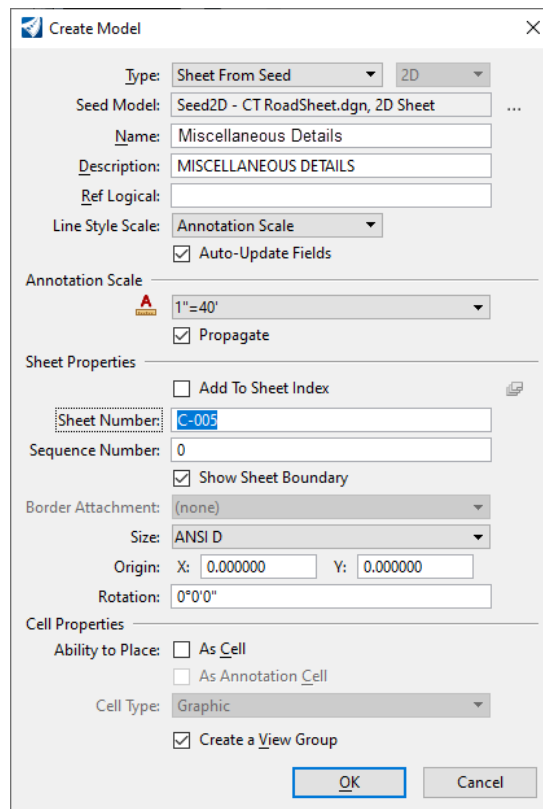 Create Model
Type: Sheet From Seed 2D
Seed Model: Seed2D - CT RoadSheet.dgn, 2D Sheet ...
Name: Miscellaneous Details
Description: MISCELLANEOUS DETAILS
Ref Logical:
Line Style Scale: Annotation Scale
Auto-Update Fields
Annotation Scale
A 1"=40'
Propagate
Sheet Properties
Add To Sheet Index
Sheet Number: C-005
Sequence Number: 0
Show Sheet Boundary
Border Attachment: (none)
Size: ANSI D
Origin: X: 0.000000 Y: 0.000000
Rotation: 0°0'0"
Cell Properties
Ability to Place: As Cell
As Annotation Cell
Cell Type: Graphic
Create a View Group
OK Cancel